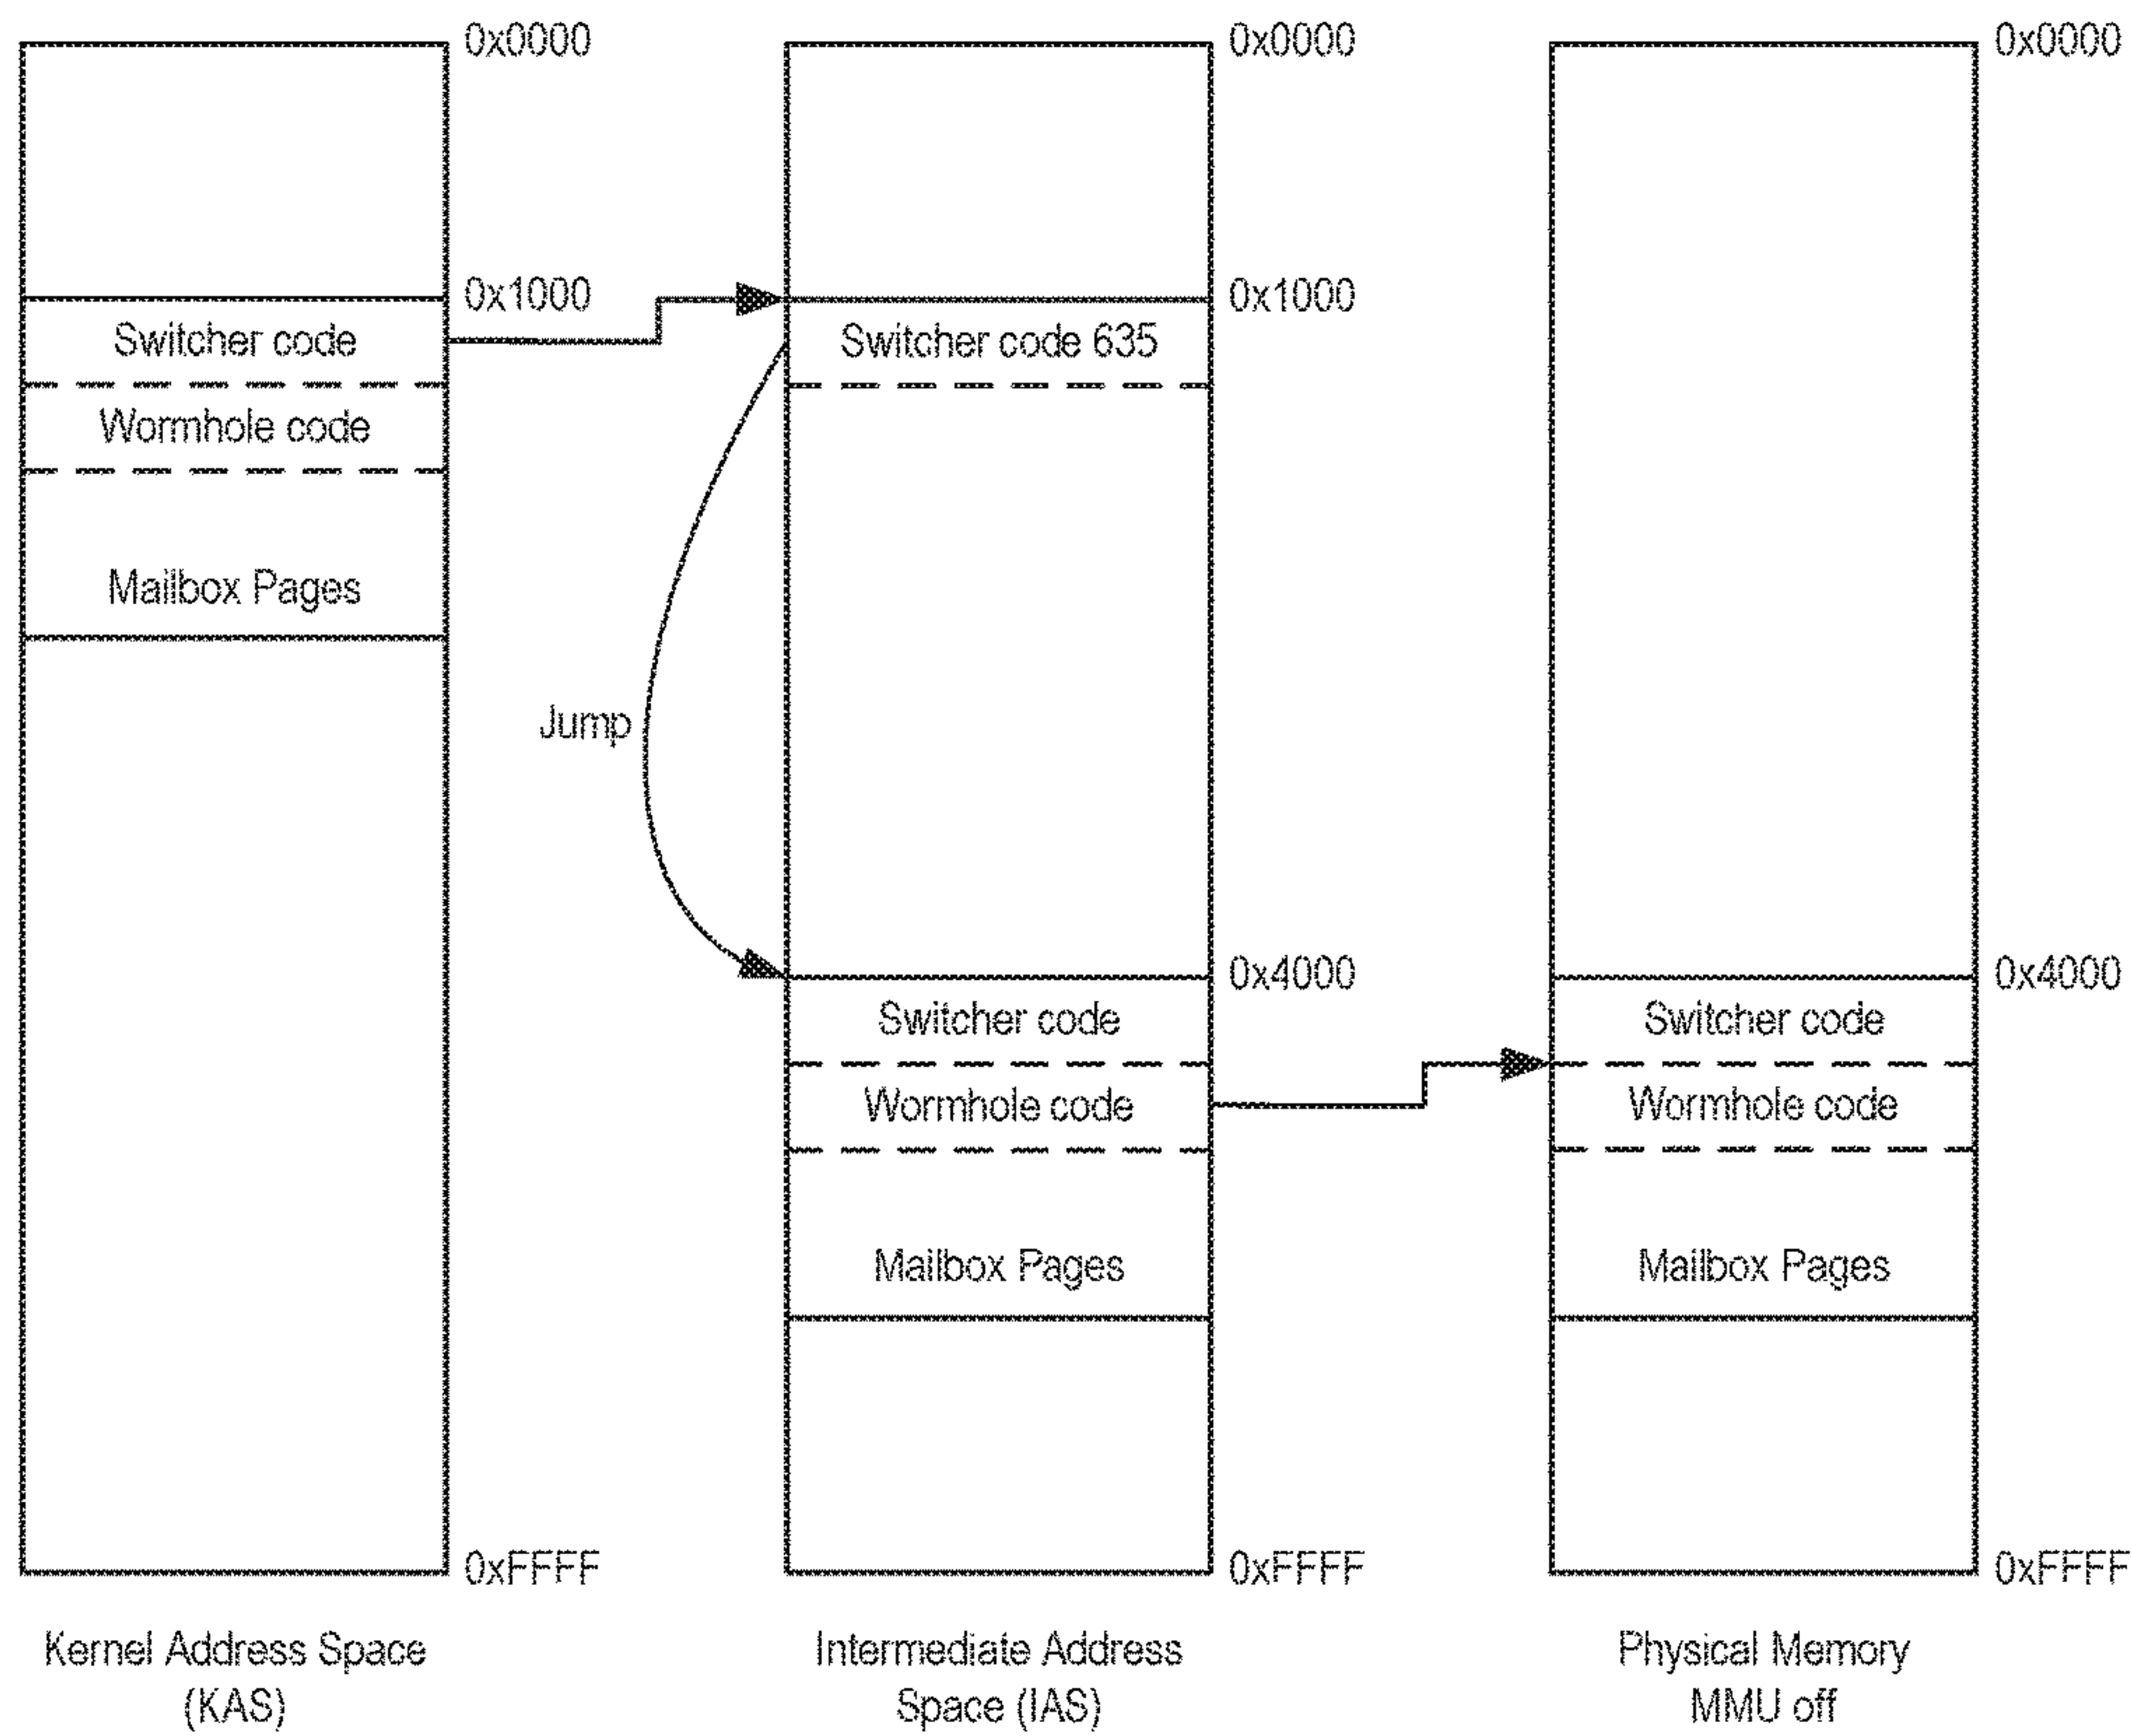 0x0000
0x0000
0x0000
0x1000
0x1000
Switcher code
Switcher code 635
Wormhole code
Mailbox Pages
Jump
0x4000
0x4000
Switcher code
Switcher code
Wormhole code
Wormhole code
Mailbox Pages
Mailbox Pages
0xFFFF
0xFFFF
0xFFFF
Kernel Address Space
(KAS)
Intermediate Address
Space (IAS)
Physical Memory
MMU off